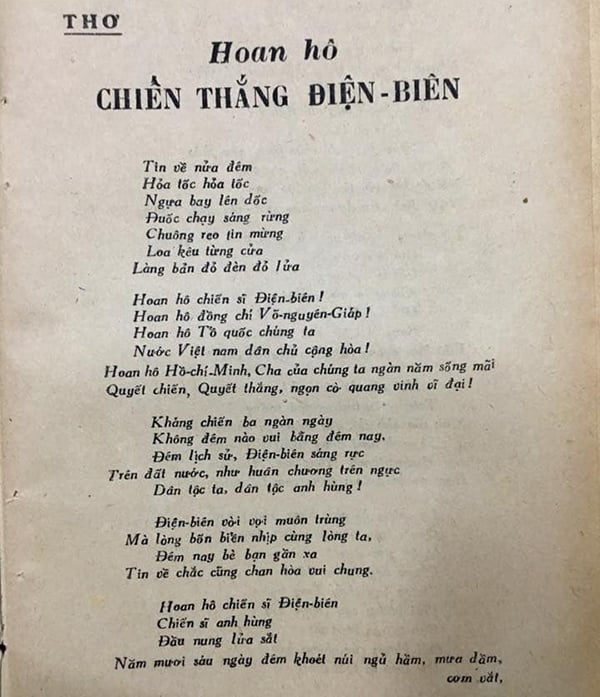 THƠ
Hoan hô
CHIẾN THẮNG ĐIỆN-BIÊN
Tin về nửa đêm
Hỏa tốc hỏa tốc
Ngựa bay lên dốc
Đuốc chạy sáng rừng
Chuông reo tin mừng
Loa kêu từng cửa
Làng bản đỏ đèn đỏ lửa
Hoan hô chiến sĩ Điện-biên !
Hoan hô đồng chí Võ-nguyên-Giáp !
Hoan hô Tổ quốc chúng ta
Nước Việt nam dân chủ cộng hòa !
Hoan hô Hồ-chí-Minh, Cha của chúng ta ngàn năm sống mãi
Quyết chiến, Quyết thắng, ngọn cờ quang vinh vĩ đại !
Kháng chiến ba ngàn ngày
Không đêm nào vui bằng đêm nay,
Đêm lịch sử, Điện-biên sáng rực
Trên đất nước, như huân chương trên ngực
Dân tộc ta, dân tộc anh hùng !
Điện-biên vời vọi muôn trùng
Mà lòng bốn biển nhịp cùng lòng ta,
Đêm nay bè bạn gần xa
Tin về chắc cũng chan hòa vui chung.
Hoan hô chiến sĩ Điện-biên
Chiến sĩ anh hùng
Đầu nung lửa sắt
Năm mươi sáu ngày đêm khoét núi ngủ hầm, mưa dầm,
cơm vắt,